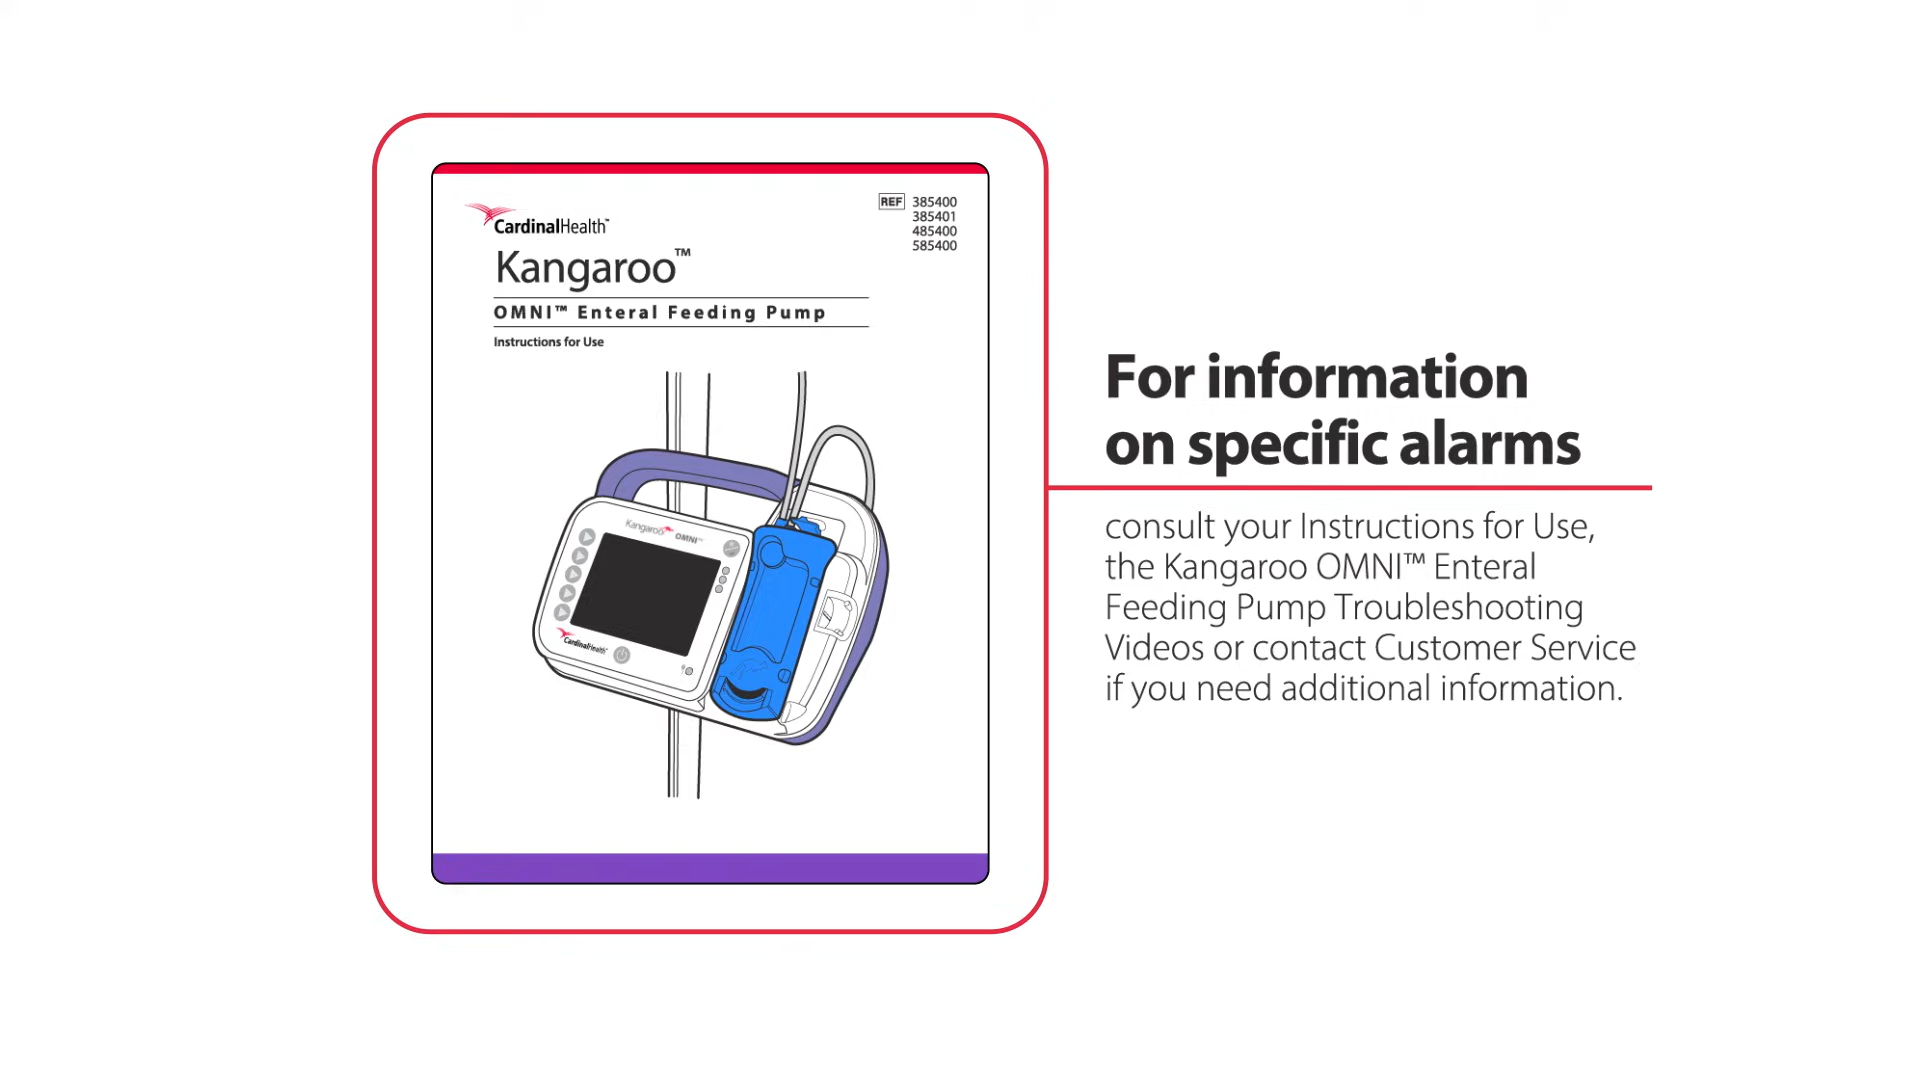 CardinalHealth™
REF 385400
385401
485400
585400
Kangaroo™
OMNI™ Enteral Feeding Pump
Instructions for Use
Kangaroo OMNI™
CardinalHealth™
For information
on specific alarms
consult your Instructions for Use,
the Kangaroo OMNI™ Enteral
Feeding Pump Troubleshooting
Videos or contact Customer Service
if you need additional information.